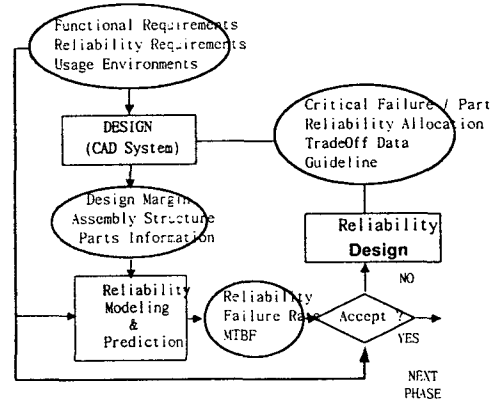 Functional Requirements
Reliability Requirements
Usage Environments
DESIGN
(CAD System)
Critical Failure / Part
Reliability Allocation
TradeOff Data
Guideline
Design Margin
Assembly Structure
Parts Information
Reliability
Design
NO
Reliability
Modeling
&
Prediction
Reliability
Failure Rate
MTBF
Accept ?
YES
NEXT
PHASE